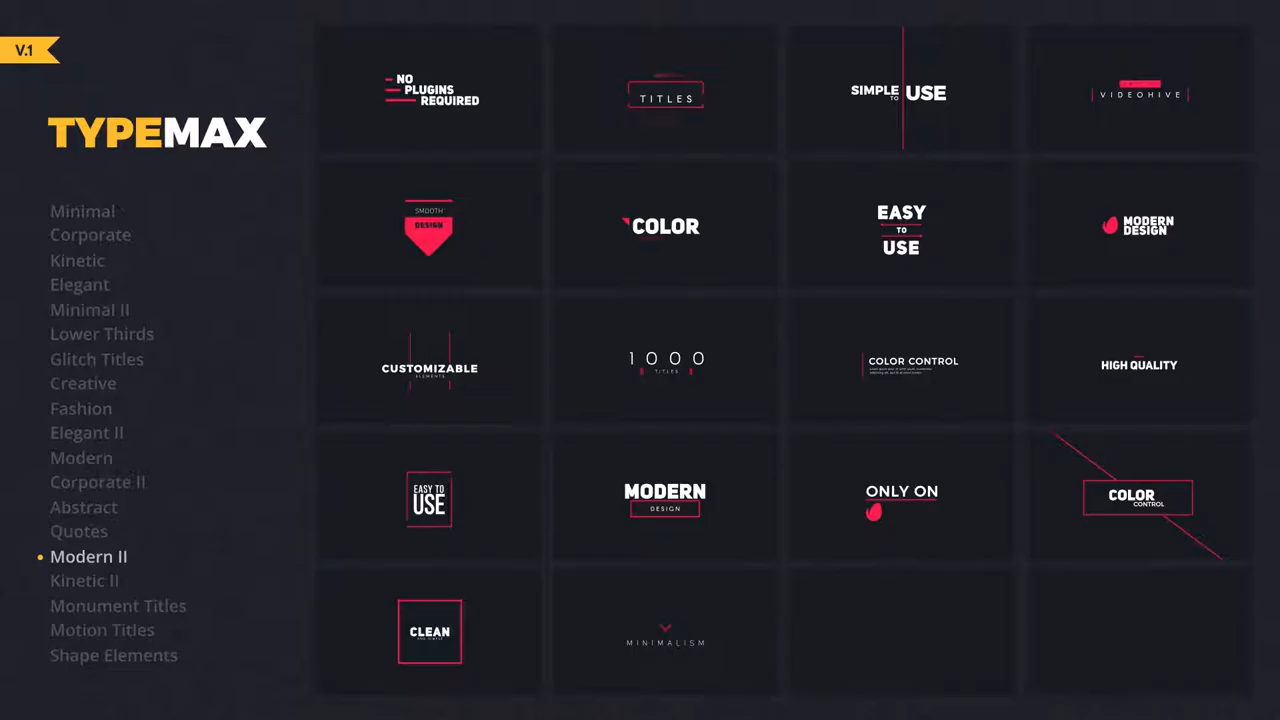 V.1
TYPEMAX
Minimal
Corporate
Kinetic
Elegant
Minimal II
Lower Thirds
Glitch Titles
Creative
Fashion
Elegant II
Modern
Corporate II
Abstract
Quotes
Modern II
Kinetic II
Monument Titles
Motion Titles
Shape Elements
NO
PLUGINS
REQUIRED
TITLES
SIMPLE
TO
USE
VIDEOHIVE
SMOOTH
DESIGN
COLOR
EASY
TO
USE
MODERN
DESIGN
CUSTOMIZABLE
ELEMENTS
1000
TITLES
COLOR CONTROL
HIGH QUALITY
EASY TO
USE
MODERN
DESIGN
ONLY ON
COLOR
CONTROL
CLEAN
MINIMALISM